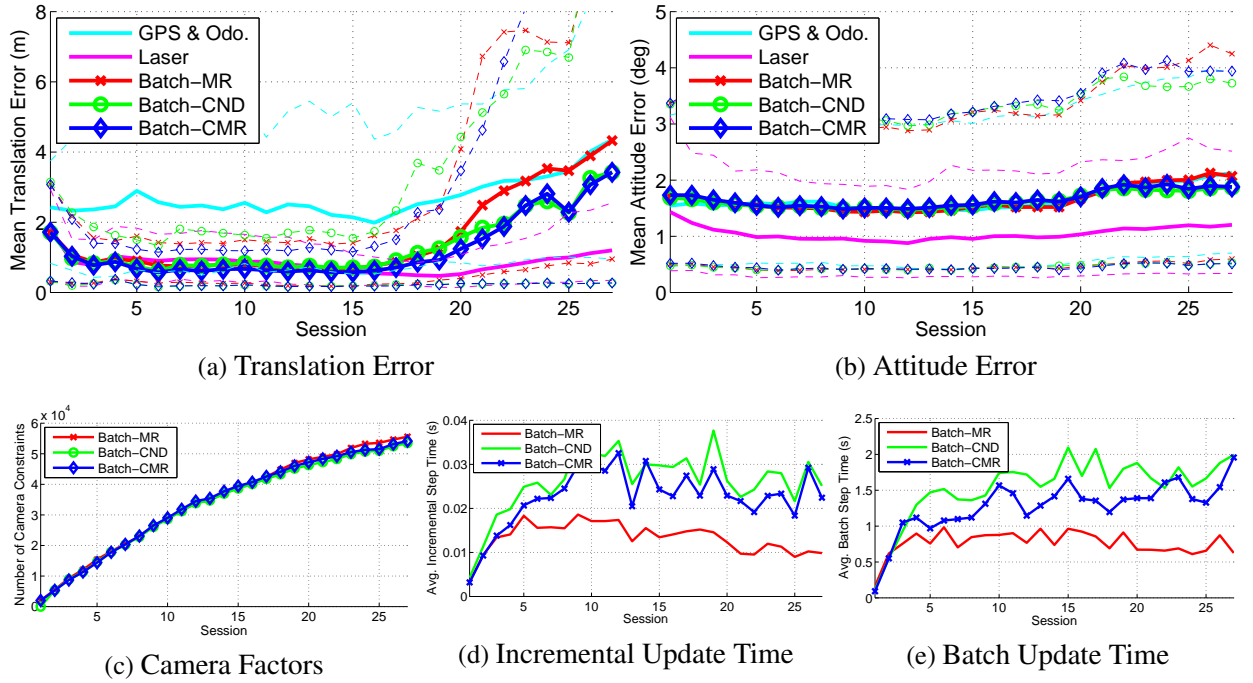 Mean Translation Error (m)
8
6
4
2
0
GPS & Odo.
Laser
Batch−MR
Batch−CND
Batch−CMR
5 10 15 20 25
Session
(a) Translation Error
Mean Attitude Error (deg)
5
4
3
2
1
0
GPS & Odo.
Laser
Batch−MR
Batch−CND
Batch−CMR
5 10 15 20 25
Session
(b) Attitude Error
x 10^4
Number of Camera Constraints
6
5
4
3
2
1
0
Batch−MR
Batch−CND
Batch−CMR
5 10 15 20 25
Session
(c) Camera Factors
Avg. Incremental Step Time (s)
0.04
0.03
0.02
0.01
0
Batch−MR
Batch−CND
Batch−CMR
5 10 15 20 25
Session
(d) Incremental Update Time
Avg. Batch Step Time (s)
2.5
2
1.5
1
0.5
0
Batch−MR
Batch−CND
Batch−CMR
5 10 15 20 25
Session
(e) Batch Update Time